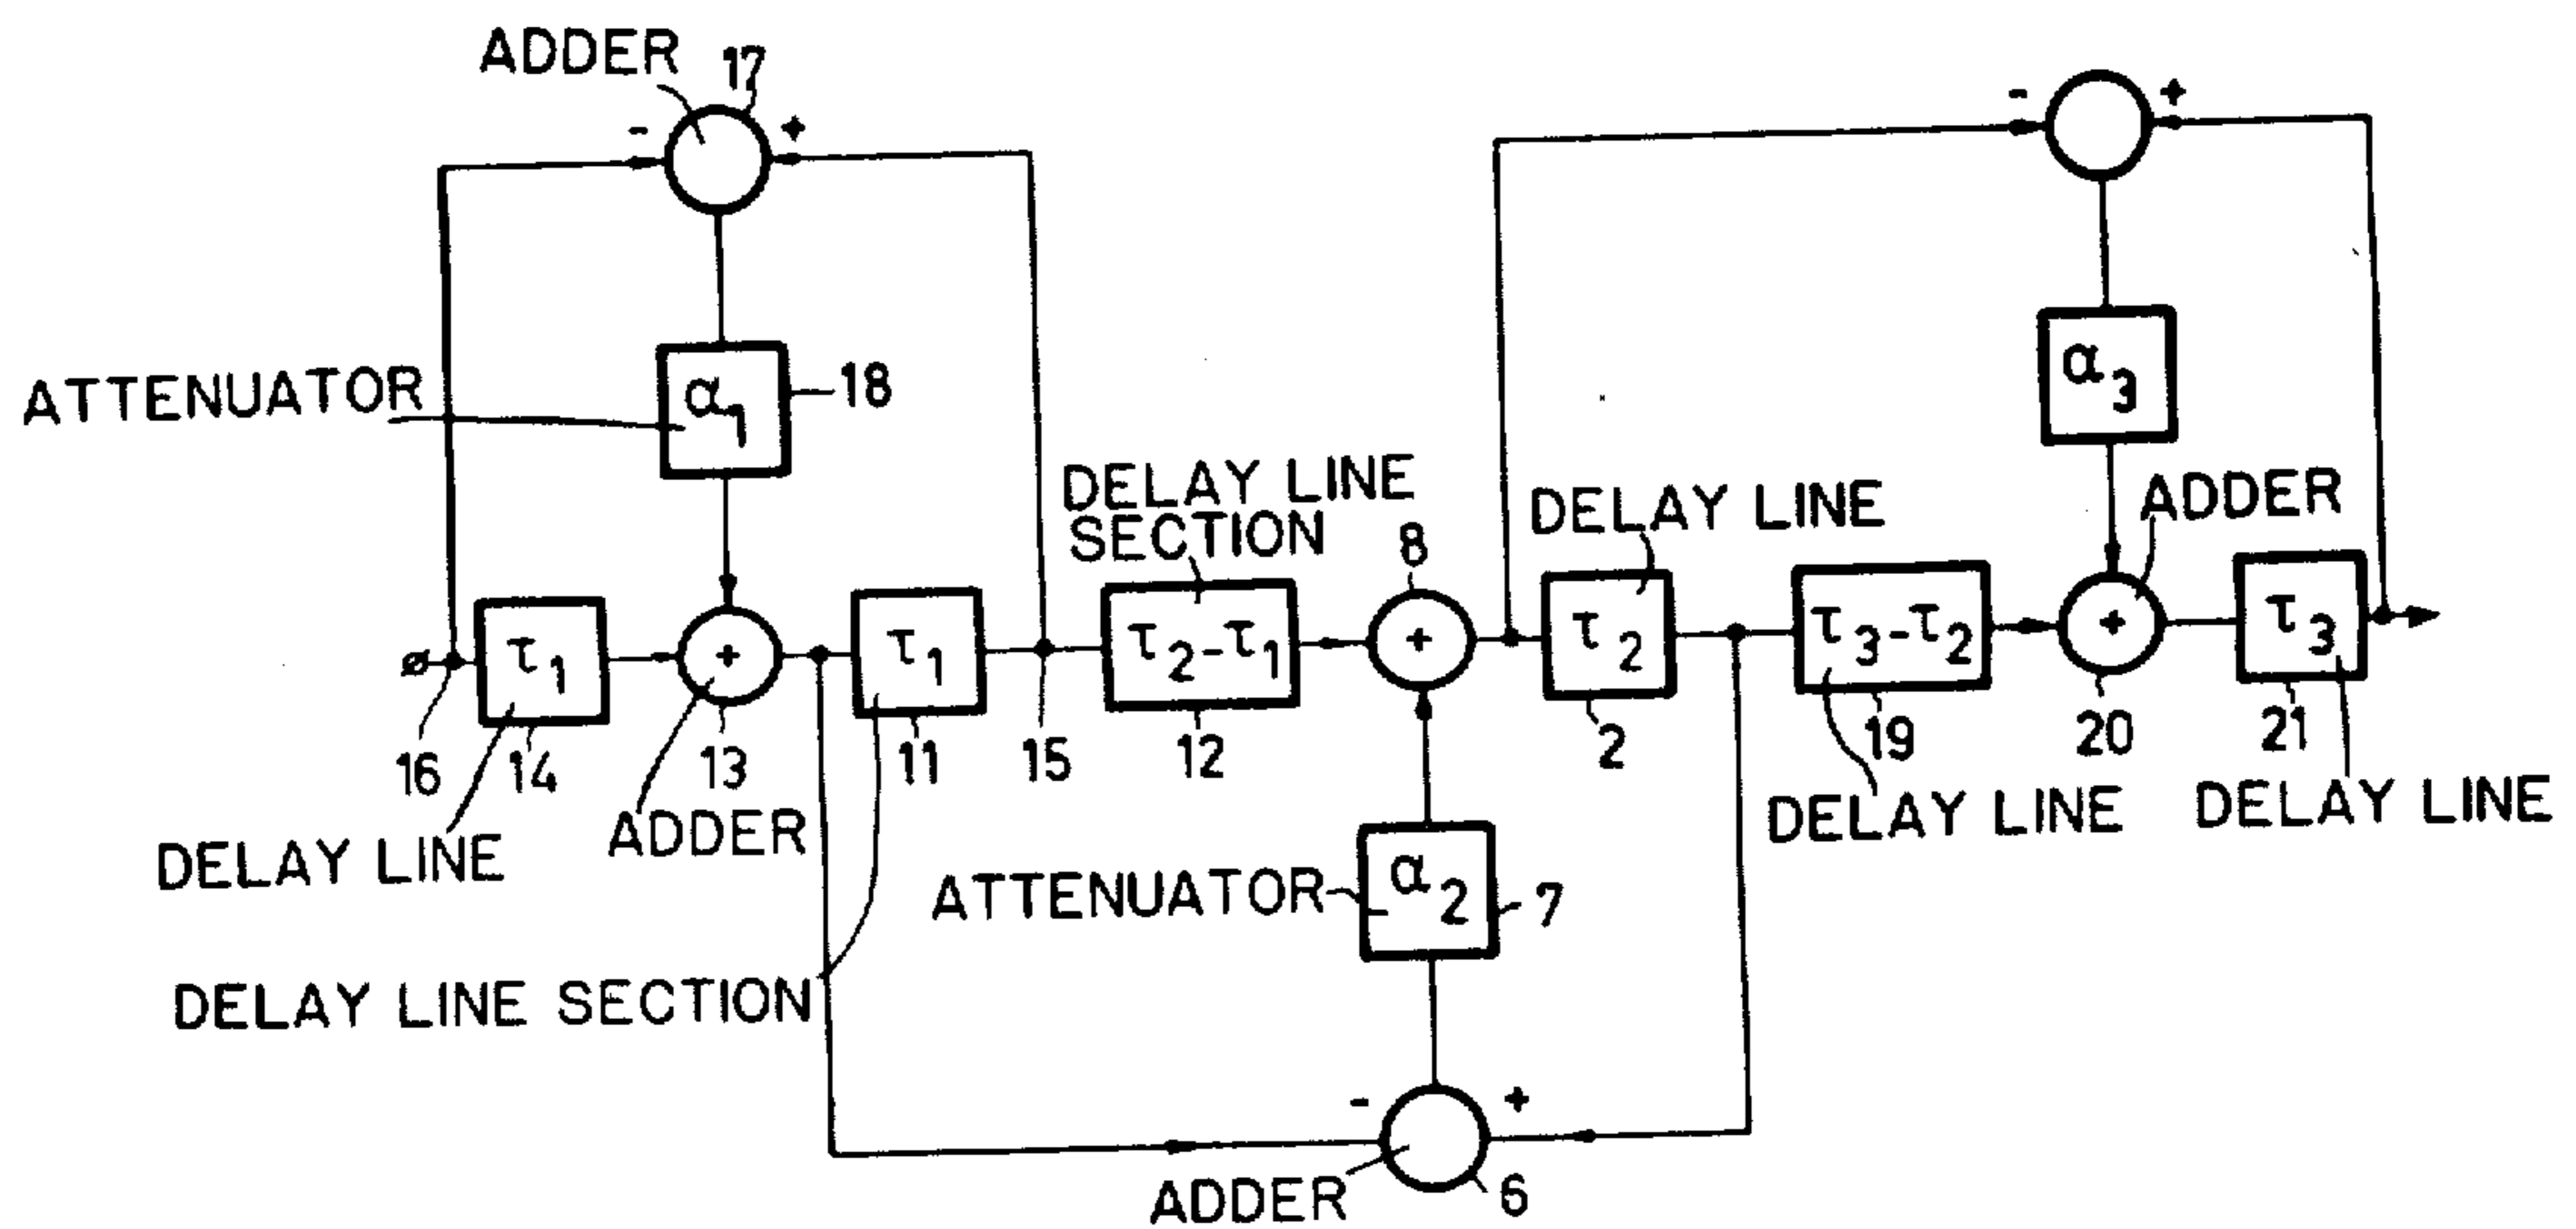 ADDER 17
- +
- +
ATTENUATOR
α1
18
α3
DELAY LINE
SECTION
8
DELAY LINE
ADDER
τ1
+
τ1
τ2-τ1
+
τ2
τ3-τ2
+
τ3
16
14
13
11
15
12
2
19
20
21
DELAY LINE
ADDER
DELAY LINE
DELAY LINE
ATTENUATOR
α2
7
DELAY LINE SECTION
- +
ADDER
6